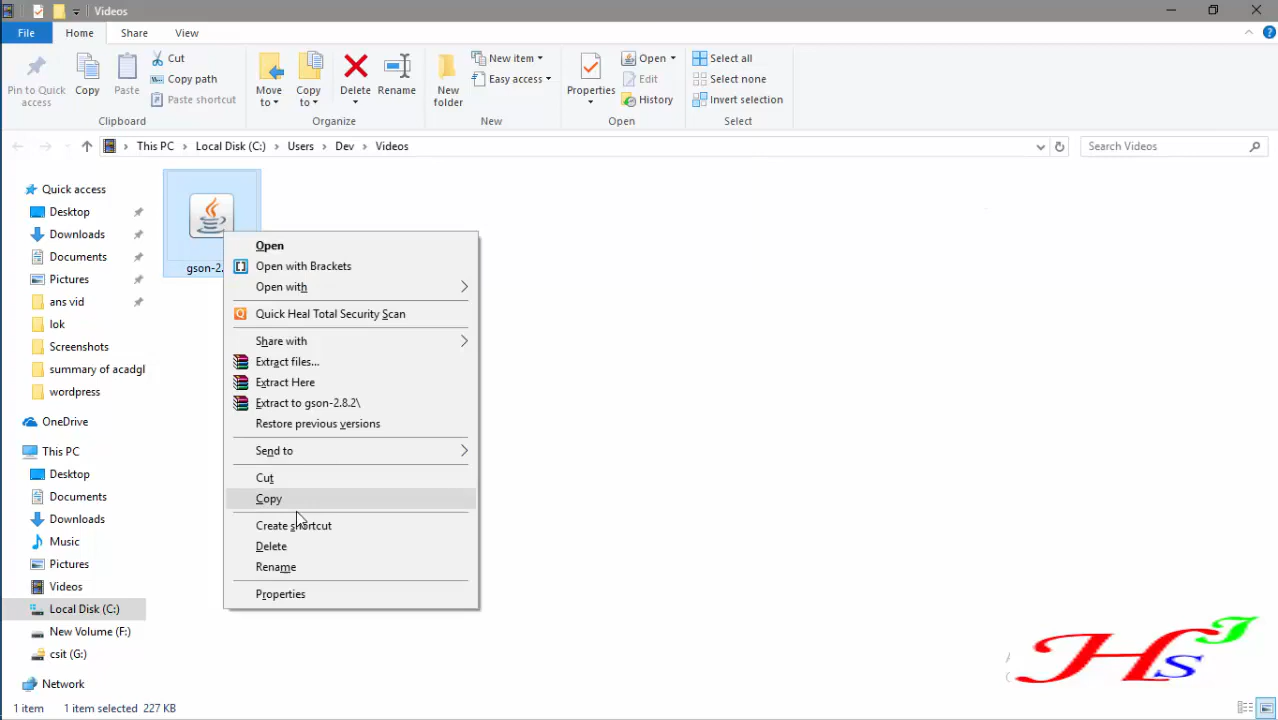 Videos
File
Home
Share
View
Pin to Quick
access
Copy
Paste
Cut
Copy path
Paste shortcut
Clipboard
Move
to
Copy
to
Delete
Rename
Organize
New
folder
New item
Easy access
New
Properties
Open
Edit
History
Open
Select all
Select none
Invert selection
Select
This PC
Local Disk (C:)
Users
Dev
Videos
Search Videos
Quick access
Desktop
Downloads
Documents
Pictures
ans vid
lok
Screenshots
summary of acadgl
wordpress
OneDrive
This PC
Desktop
Documents
Downloads
Music
Pictures
Videos
Local Disk (C:)
New Volume (F:)
csit (G:)
Network
gson-2.
Open
Open with Brackets
Open with
Quick Heal Total Security Scan
Share with
Extract files...
Extract Here
Extract to gson-2.8.2\
Restore previous versions
Send to
Cut
Copy
Create shortcut
Delete
Rename
Properties
HSJ
1 item
1 item selected 227 KB